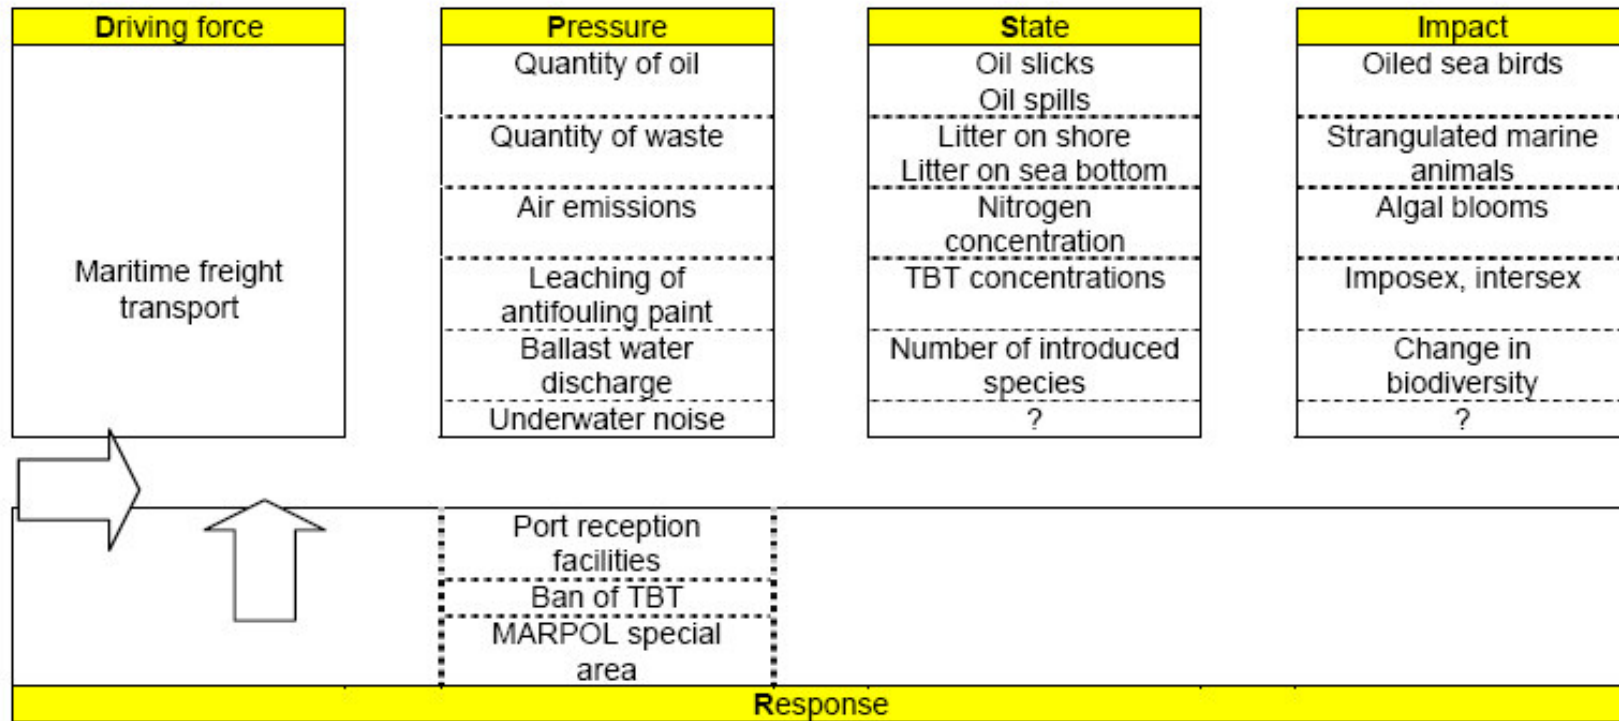 Driving force
Maritime freight
transport
Pressure
Quantity of oil
Quantity of waste
Air emissions
Leaching of
antifouling paint
Ballast water
discharge
Underwater noise
State
Oil slicks
Oil spills
Litter on shore
Litter on sea bottom
Nitrogen
concentration
TBT concentrations
Number of introduced
species
?
Impact
Oiled sea birds
Strangulated marine
animals
Algal blooms
Imposex, intersex
Change in
biodiversity
?
Port reception
facilities
Ban of TBT
MARPOL special
area
Response